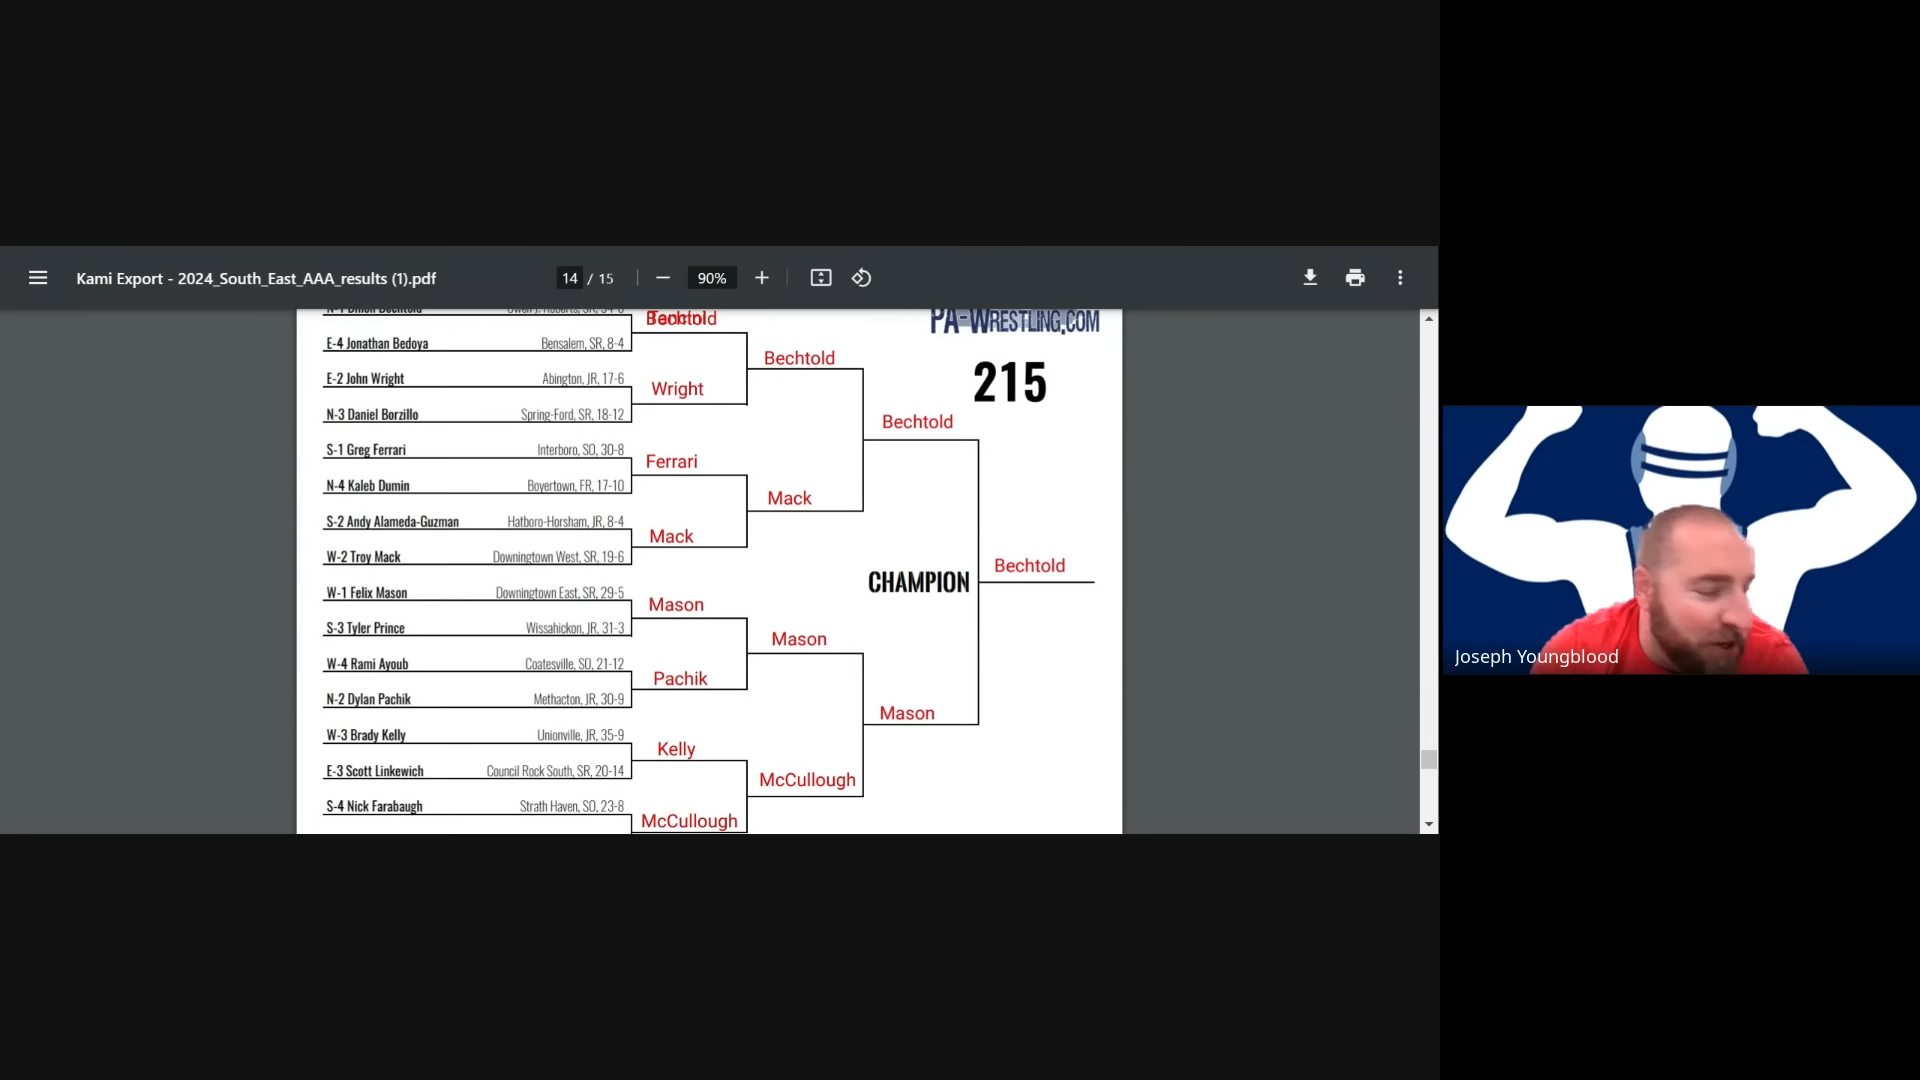 Kami Export - 2024_South_East_AAA_results (1).pdf
14 / 15
90%
Bechtold
PA-WRESTLING.COM
E-4 Jonathan Bedoya Bensalem, SR, 8-4
Bechtold
215
E-2 John Wright Abington, JR, 17-6
Wright
N-3 Daniel Borzillo Spring-Ford, SR, 18-12
Bechtold
S-1 Greg Ferrari Interboro, SO, 30-8
Ferrari
N-4 Kaleb Dumin Boyertown, FR, 17-10
Mack
S-2 Andy Alameda-Guzman Hatboro-Horsham, JR, 8-4
Mack
W-2 Troy Mack Downingtown West, SR, 19-6
CHAMPION
Bechtold
W-1 Felix Mason Downingtown East, SR, 29-5
Mason
S-3 Tyler Prince Wissahickon, JR, 31-3
Mason
W-4 Rami Ayoub Coatesville, SO, 21-12
Pachik
N-2 Dylan Pachik Methacton, JR, 30-9
Mason
W-3 Brady Kelly Unionville, JR, 35-9
Kelly
E-3 Scott Linkewich Council Rock South, SR, 20-14
McCullough
S-4 Nick Farabaugh Strath Haven, SO, 23-8
McCullough
Joseph Youngblood